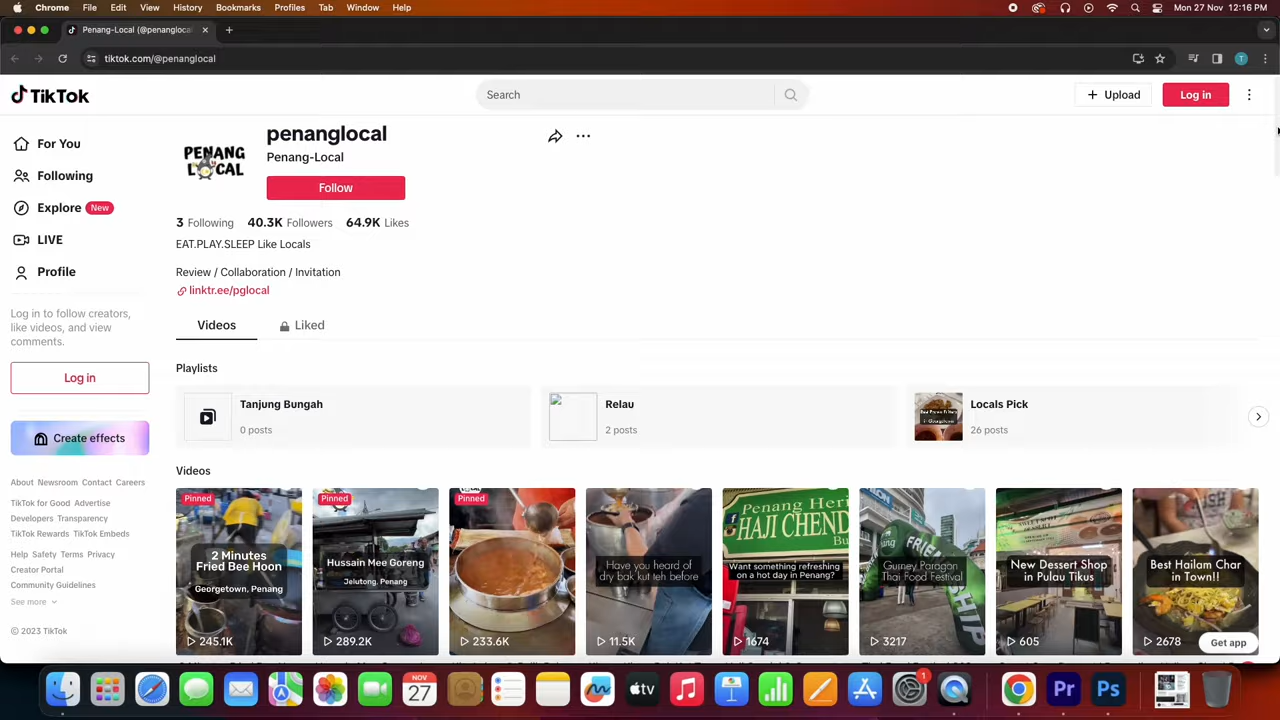 Chrome File Edit View History Bookmarks Profiles Tab Window Help
Mon 27 Nov 12:16 PM
Penang-Local (@penangloca
tiktok.com/@penanglocal
T
TikTok
Search
Upload
Log in
For You
Following
Explore New
LIVE
Profile
Log in to follow creators,
like videos, and view
comments.
Log in
Create effects
About Newsroom Contact Careers
TikTok for Good Advertise
Developers Transparency
TikTok Rewards TikTok Embeds
Help Safety Terms Privacy
Creator Portal
Community Guidelines
See more
© 2023 TikTok
PENANG
LOCAL
penanglocal
Penang-Local
Follow
3 Following 40.3K Followers 64.9K Likes
EAT.PLAY.SLEEP Like Locals
Review / Collaboration / Invitation
linktr.ee/pglocal
Videos Liked
Playlists
Tanjung Bungah
0 posts
Relau
2 posts
Locals Pick
26 posts
Videos
Pinned
2 Minutes
Fried Bee Hoon
Georgetown, Penang
245.1K
Pinned
Hussain Mee Goreng
Jelutong, Penang
289.2K
Pinned
233.6K
Have you heard of
dry bak kut teh before
11.5K
Penang Heri
HAJI CHEND
Want something refreshing
on a hot day in Penang?
1674
Gurney Paragon
Thai Food Festival
3217
New Dessert Shop
in Pulau Tikus
605
Best Hailam Char
in Town!!
2678
Get app
NOV
27
tv
1
Pr
Ps